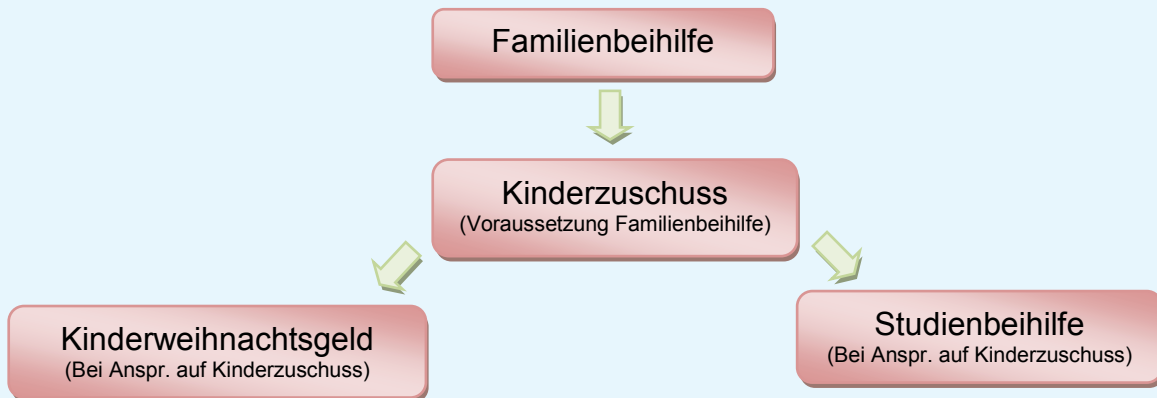 Familienbeihilfe
Kinderzuschuss
(Voraussetzung Familienbeihilfe)
Kinderweihnachtsgeld
(Bei Anspr. auf Kinderzuschuss)
Studienbeihilfe
(Bei Anspr. auf Kinderzuschuss)